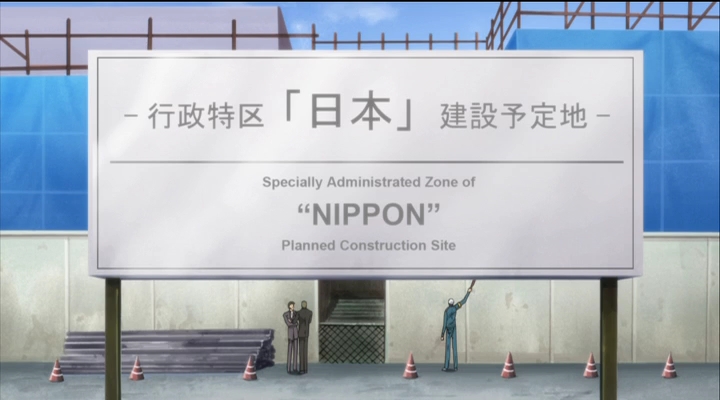 −行政特区「日本」建設予定地−
Specially Administrated Zone of
“NIPPON”
Planned Construction Site